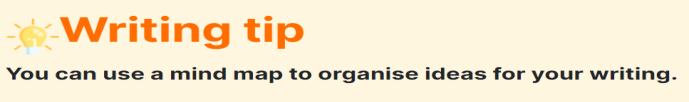 Writing tip
You can use a mind map to organise ideas for your writing.